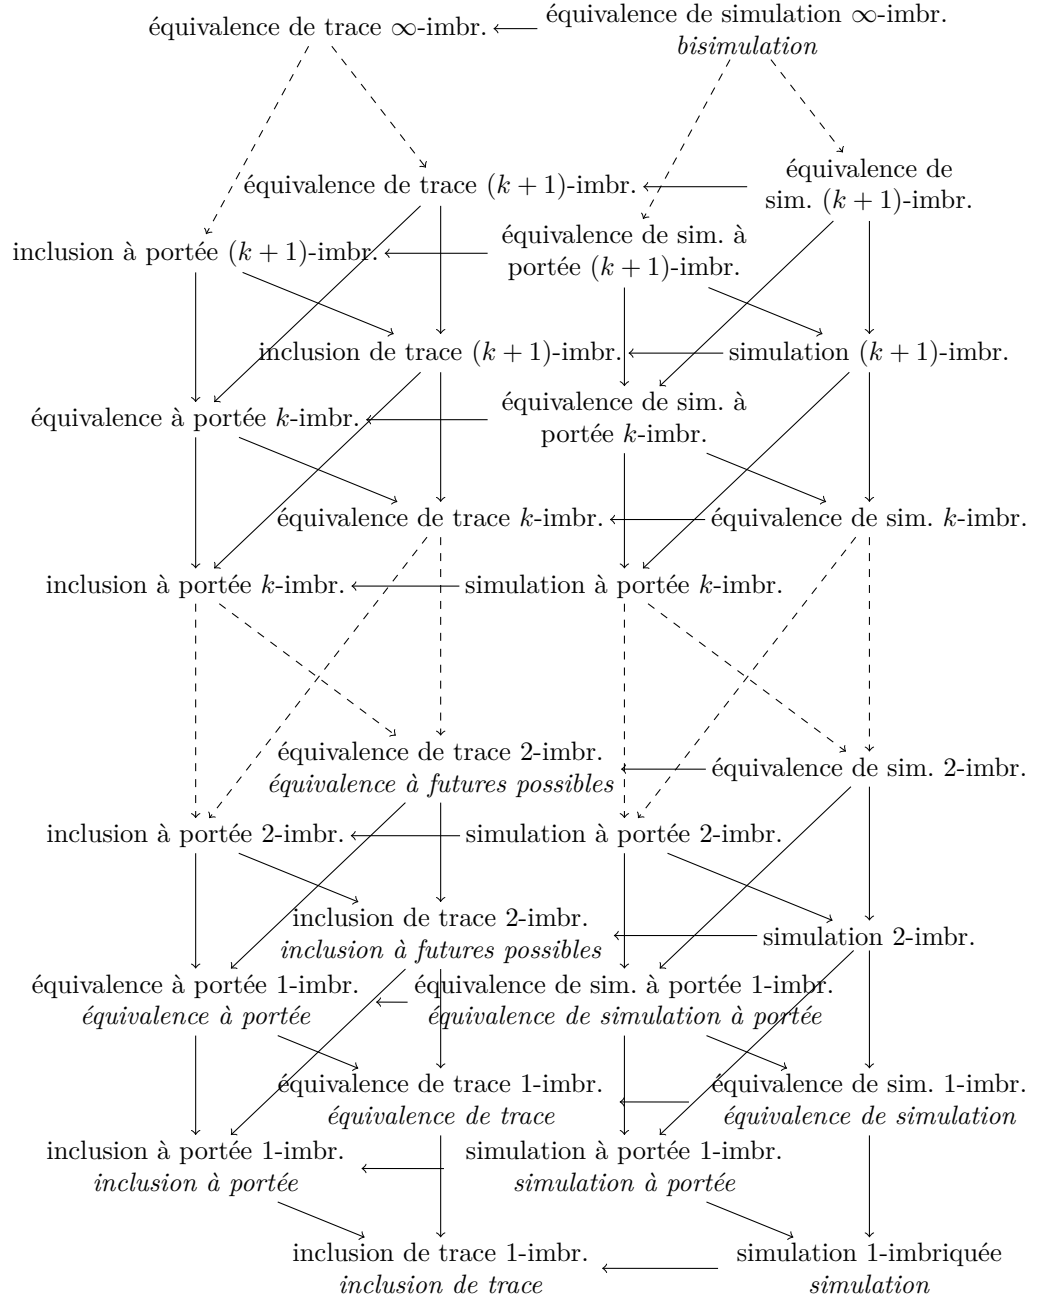 équivalence de trace ∞-imbr.
équivalence de simulation ∞-imbr.
bisimulation
équivalence de trace (k + 1)-imbr.
équivalence de
sim. (k + 1)-imbr.
inclusion à portée (k + 1)-imbr.
équivalence de sim. à
portée (k + 1)-imbr.
inclusion de trace (k + 1)-imbr.
simulation (k + 1)-imbr.
équivalence à portée k-imbr.
équivalence de sim. à
portée k-imbr.
équivalence de trace k-imbr.
équivalence de sim. k-imbr.
inclusion à portée k-imbr.
simulation à portée k-imbr.
équivalence de trace 2-imbr.
équivalence à futures possibles
équivalence de sim. 2-imbr.
inclusion à portée 2-imbr.
simulation à portée 2-imbr.
inclusion de trace 2-imbr.
inclusion à futures possibles
simulation 2-imbr.
équivalence à portée 1-imbr.
équivalence à portée
équivalence de sim. à portée 1-imbr.
équivalence de simulation à portée
équivalence de trace 1-imbr.
équivalence de trace
équivalence de sim. 1-imbr.
équivalence de simulation
inclusion à portée 1-imbr.
inclusion à portée
simulation à portée 1-imbr.
simulation à portée
inclusion de trace 1-imbr.
inclusion de trace
simulation 1-imbriquée
simulation